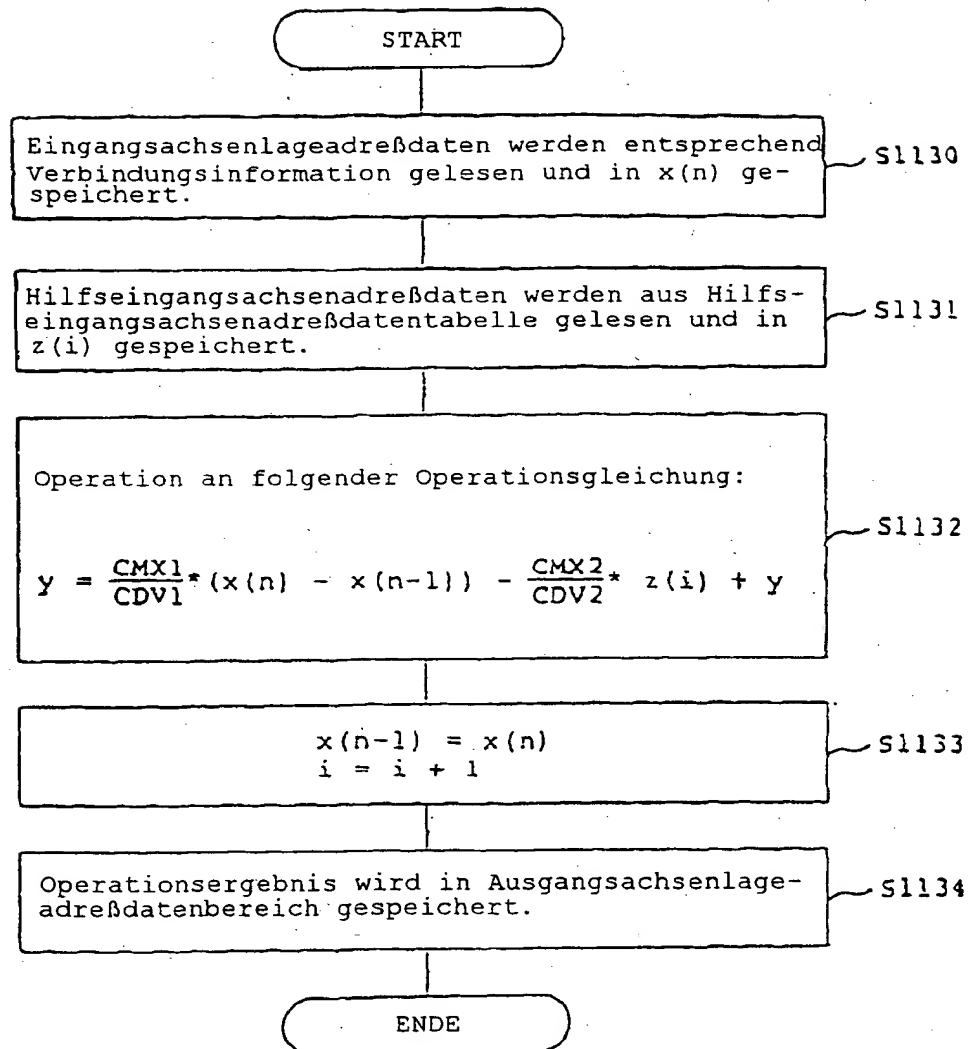 START
Eingangsachsenlageadreßdaten werden entsprechend
Verbindungsinformation gelesen und in x(n) ge-
speichert.
S1130
Hilfseingangsachsenadreßdaten werden aus Hilfs-
eingangsachsenadreßdatentabelle gelesen und in
z(i) gespeichert.
S1131
Operation an folgender Operationsgleichung:
y = CMX1/CDV1 * (x(n) - x(n-1)) - CMX2/CDV2 * z(i) + y
S1132
x(n-1) = x(n)
i = i + 1
S1133
Operationsergebnis wird in Ausgangsachsenlage-
adreßdatenbereich gespeichert.
S1134
ENDE